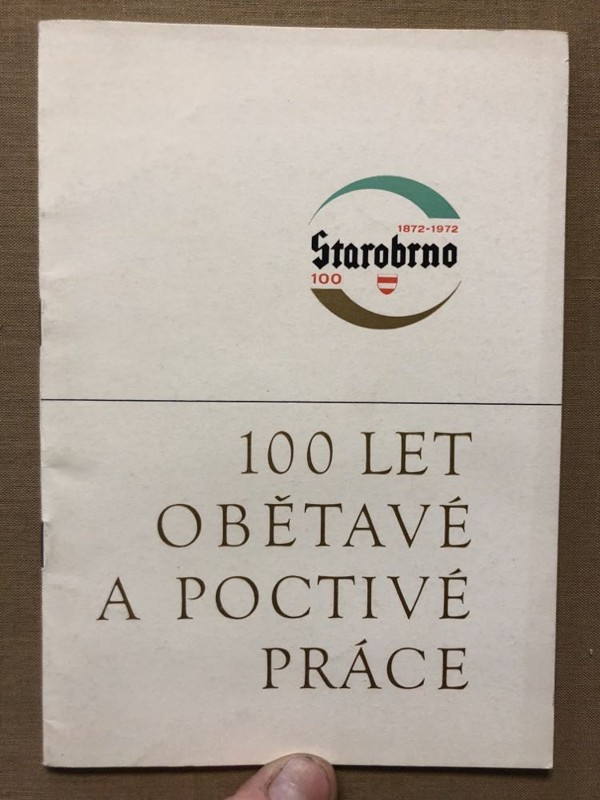 1872-1972
Starobrno
100
100 LET
OBĚTAVÉ
A POCTIVÉ
PRÁCE